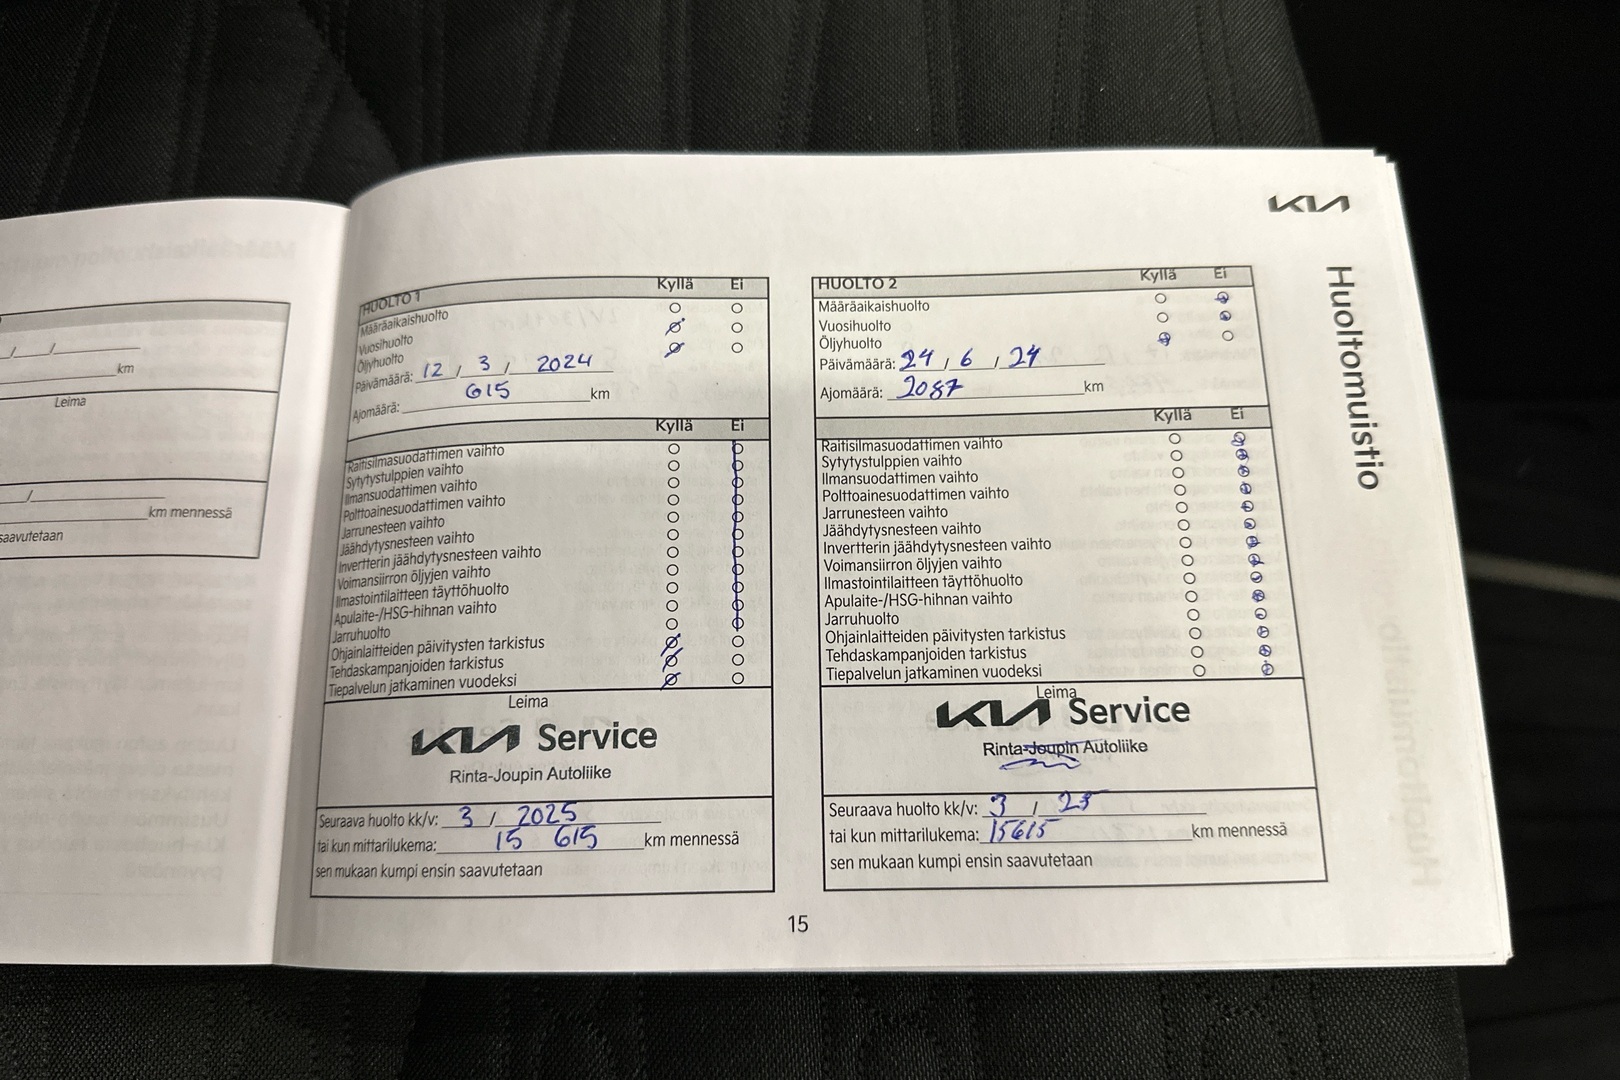 / /
km
Leima
/
km mennessä
saavutetaan
KIA
Huoltomuistio
HUOLTO 1 Kyllä Ei
Määräaikaishuolto
Vuosihuolto
Öljyhuolto
Päivämäärä: 12 / 3 / 2024
Ajomäärä: 615 km
Kyllä Ei
Raitisilmasuodattimen vaihto
Sytytystulppien vaihto
Ilmansuodattimen vaihto
Polttoainesuodattimen vaihto
Jarrunesteen vaihto
Jäähdytysnesteen vaihto
Invertterin jäähdytysnesteen vaihto
Voimansiirron öljyjen vaihto
Ilmastointilaitteen täyttöhuolto
Apulaite-/HSG-hihnan vaihto
Jarruhuolto
Ohjainlaitteiden päivitysten tarkistus
Tehdaskampanjoiden tarkistus
Tiepalvelun jatkaminen vuodeksi
Leima
KIA Service
Rinta-Joupin Autoliike
Seuraava huolto kk/v: 3 / 2025
tai kun mittarilukema: 15 615 km mennessä
sen mukaan kumpi ensin saavutetaan
HUOLTO 2 Kyllä Ei
Määräaikaishuolto
Vuosihuolto
Öljyhuolto
Päivämäärä: 24 / 6 / 24
Ajomäärä: 2087 km
Kyllä Ei
Raitisilmasuodattimen vaihto
Sytytystulppien vaihto
Ilmansuodattimen vaihto
Polttoainesuodattimen vaihto
Jarrunesteen vaihto
Jäähdytysnesteen vaihto
Invertterin jäähdytysnesteen vaihto
Voimansiirron öljyjen vaihto
Ilmastointilaitteen täyttöhuolto
Apulaite-/HSG-hihnan vaihto
Jarruhuolto
Ohjainlaitteiden päivitysten tarkistus
Tehdaskampanjoiden tarkistus
Tiepalvelun jatkaminen vuodeksi
Leima
KIA Service
Rinta-Joupin Autoliike
Seuraava huolto kk/v: 3 / 25
tai kun mittarilukema: 15615 km mennessä
sen mukaan kumpi ensin saavutetaan
15